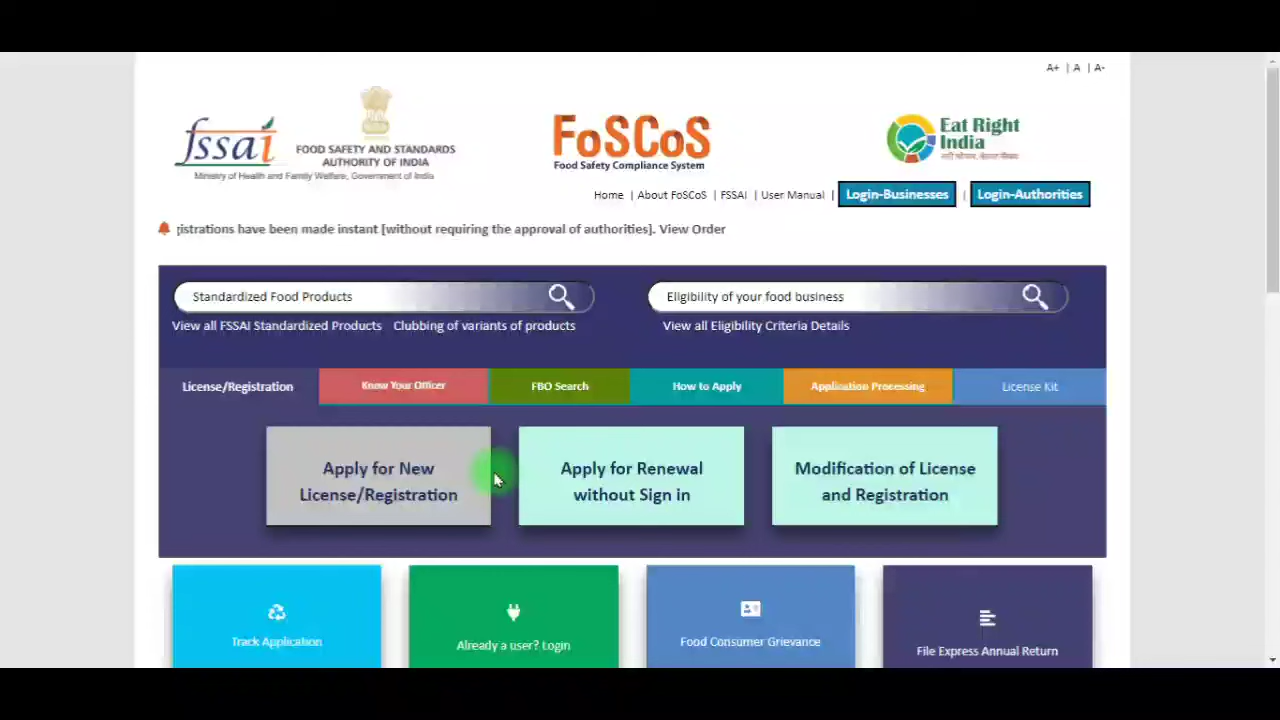 A+ | A | A-
fssai
FOOD SAFETY AND STANDARDS
AUTHORITY OF INDIA
Ministry of Health and Family Welfare, Government of India
FoSCoS
Food Safety Compliance System
Eat Right
India
Home | About FoSCoS | FSSAI | User Manual | Login-Businesses | Login-Authorities
gistrations have been made instant [without requiring the approval of authorities]. View Order
Standardized Food Products
Eligibility of your food business
View all FSSAI Standardized Products Clubbing of variants of products
View all Eligibility Criteria Details
License/Registration
Know Your Officer
FBO Search
How to Apply
Application Processing
License Kit
Apply for New
License/Registration
Apply for Renewal
without Sign in
Modification of License
and Registration
Track Application
Already a user? Login
Food Consumer Grievance
File Express Annual Return